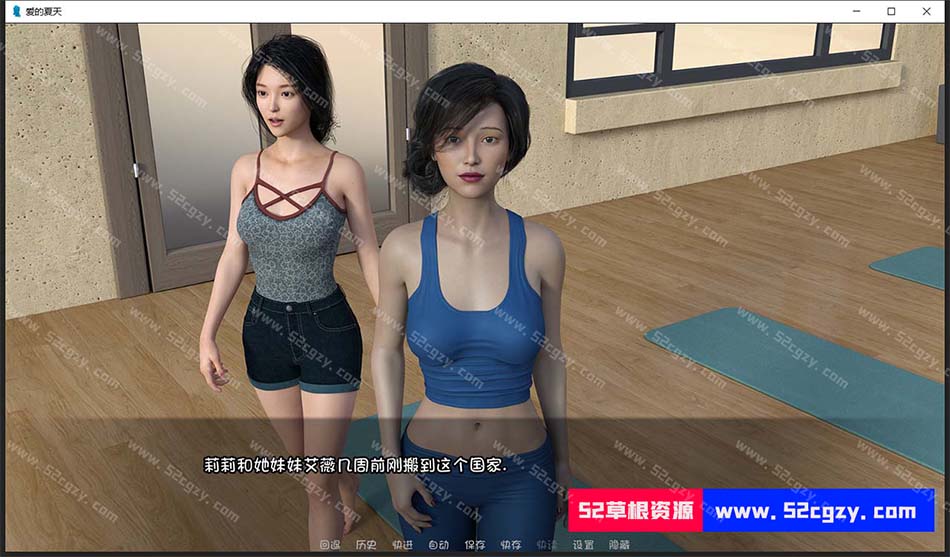 爱的夏天
莉莉和她妹妹艾薇几周前刚搬到这个国家.
52草根资源
www.52cgzy.com
回退 历史 快进 自动 保存 快存 快读 设置 隐藏
www.52cgzy.com